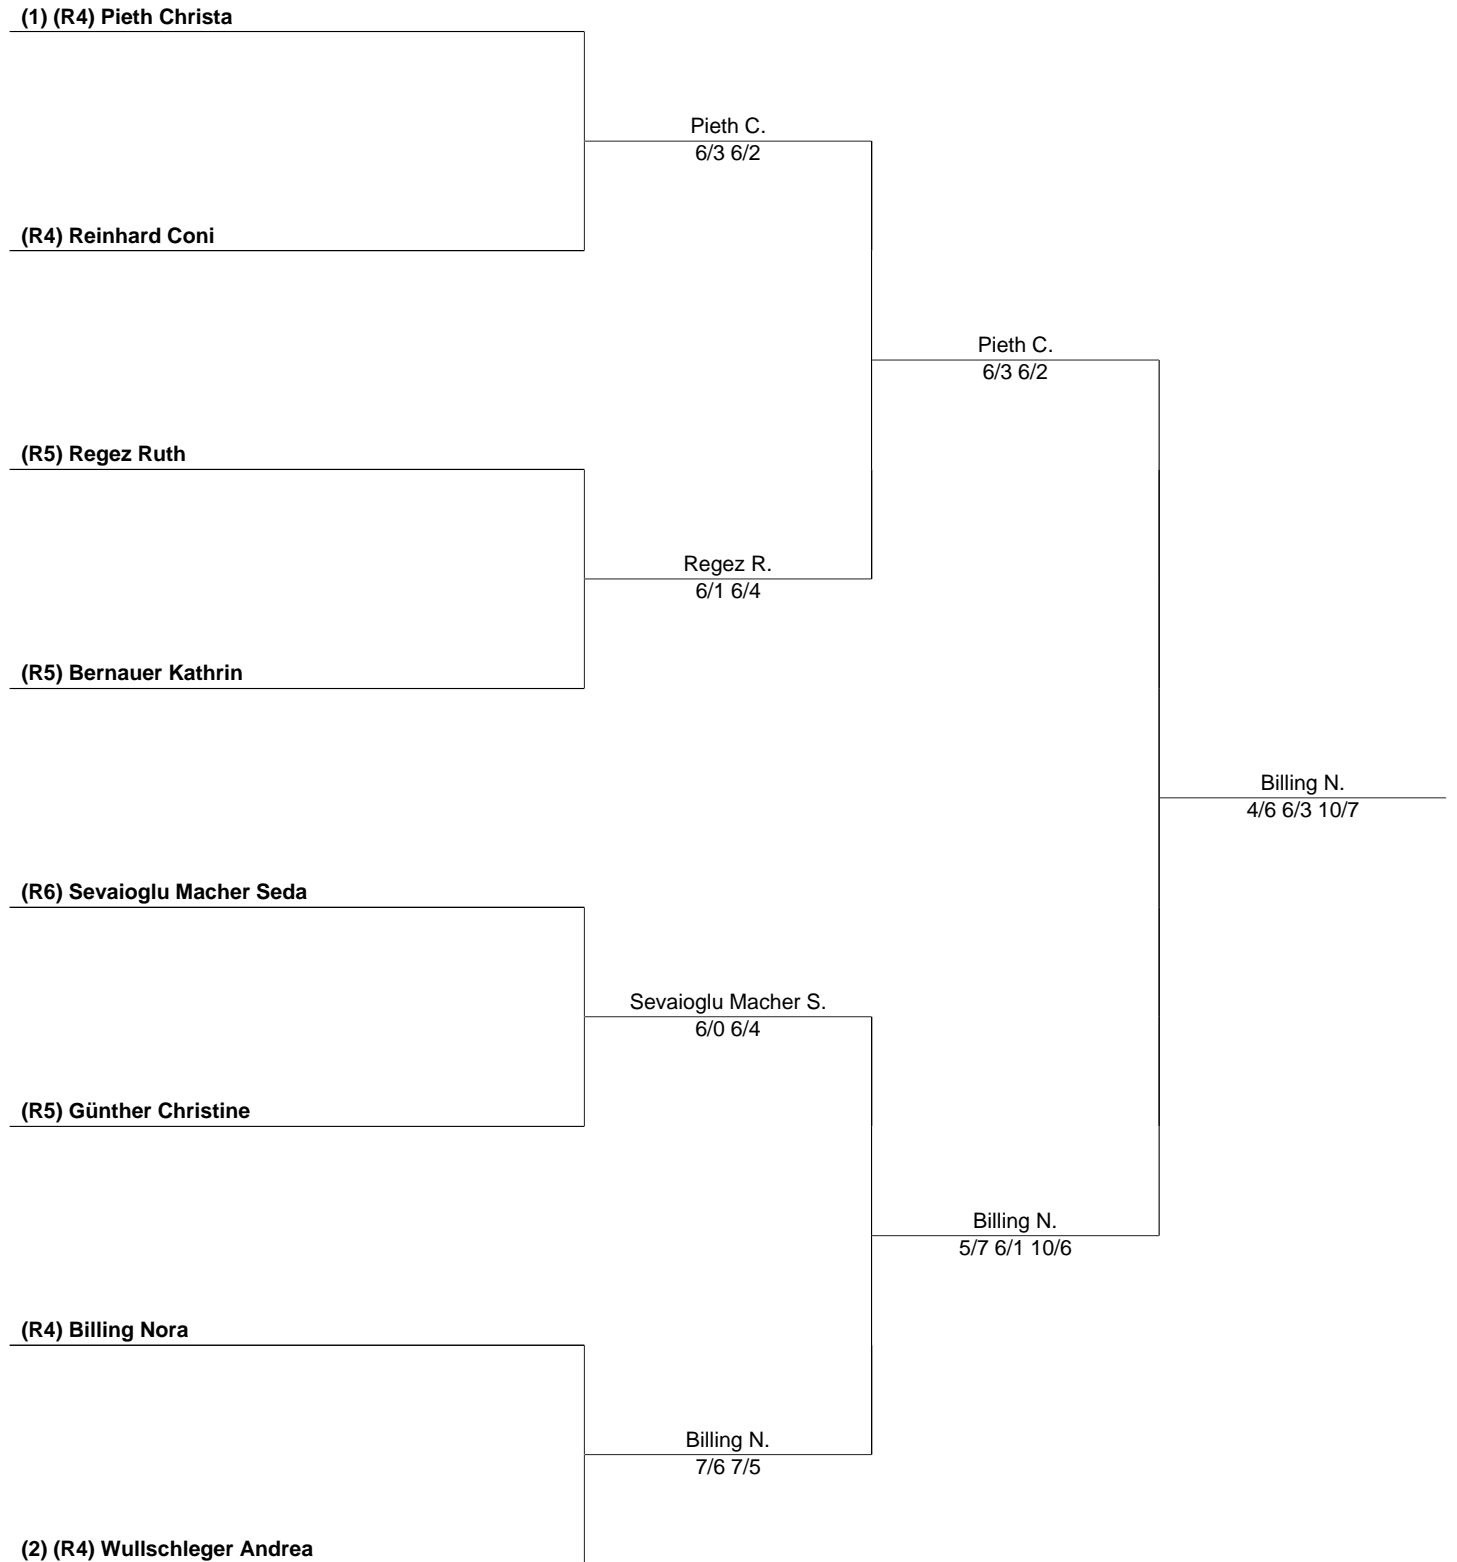 (1) (R4) Pieth Christa
Pieth C.
6/3 6/2
(R4) Reinhard Coni
Pieth C.
6/3 6/2
(R5) Regez Ruth
Regez R.
6/1 6/4
(R5) Bernauer Kathrin
Billing N.
4/6 6/3 10/7
(R6) Sevaioglu Macher Seda
Sevaioglu Macher S.
6/0 6/4
(R5) Günther Christine
Billing N.
5/7 6/1 10/6
(R4) Billing Nora
Billing N.
7/6 7/5
(2) (R4) Wullschleger Andrea